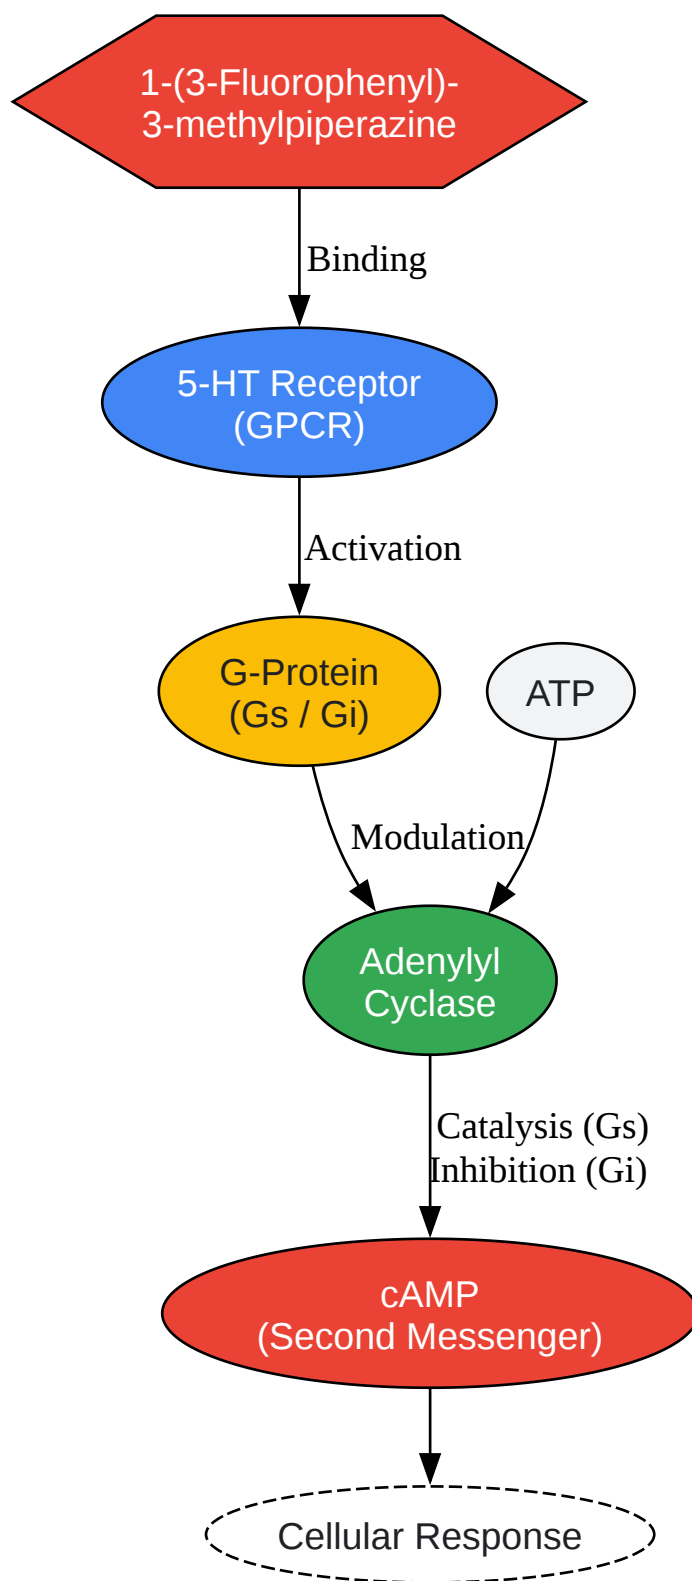 1-(3-Fluorophenyl)-
3-methylpiperazine
Binding
5-HT Receptor
(GPCR)
Activation
G-Protein
(Gs / Gi)
ATP
Modulation
Adenylyl
Cyclase
Catalysis (Gs)
Inhibition (Gi)
cAMP
(Second Messenger)
Cellular Response